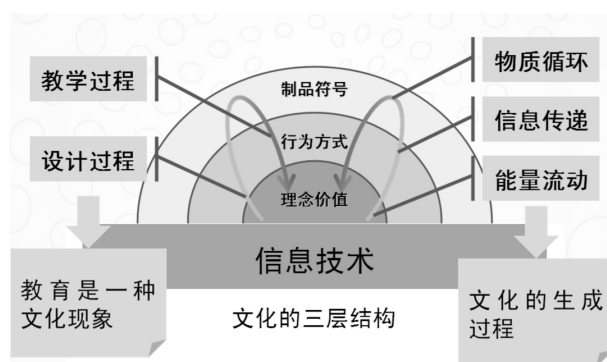 教学过程
设计过程
制品符号
行为方式
理念价值
物质循环
信息传递
能量流动
信息技术
教育是一种
文化现象
文化的三层结构
文化的生成
过程